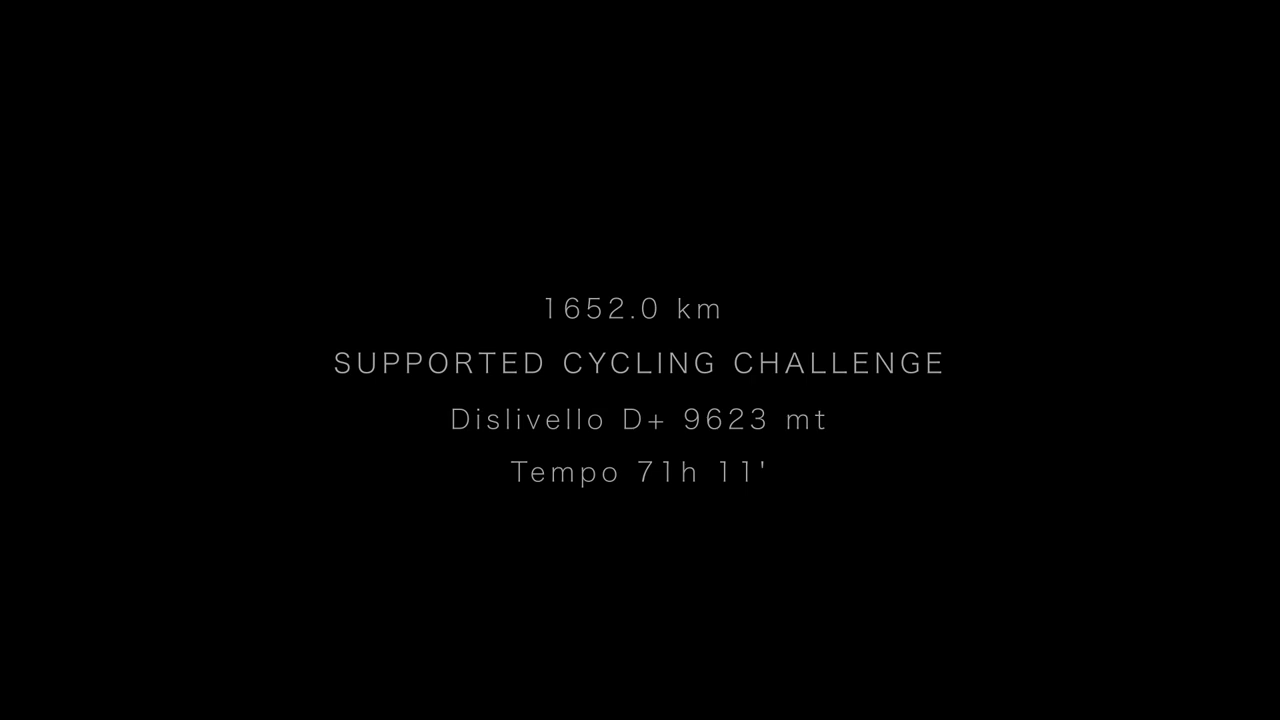 1652.0 km
SUPPORTED CYCLING CHALLENGE
Dislivello D+ 9623 mt
Tempo 71h 11'